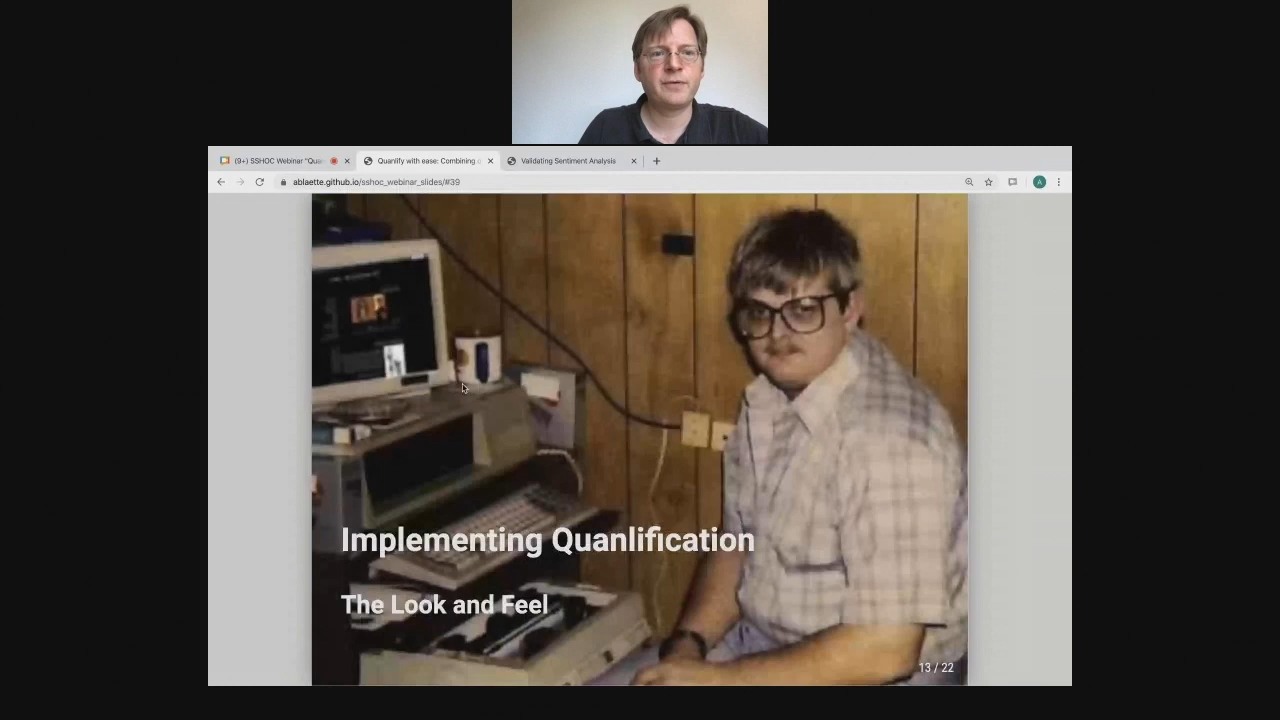 (9+) SSHOC Webinar "Qua
Quanlify with ease: Combining
Validating Sentiment Analysis
ablaette.github.io/sshoc_webinar_slides/#39
A
Implementing Quanlification
The Look and Feel
13 / 22